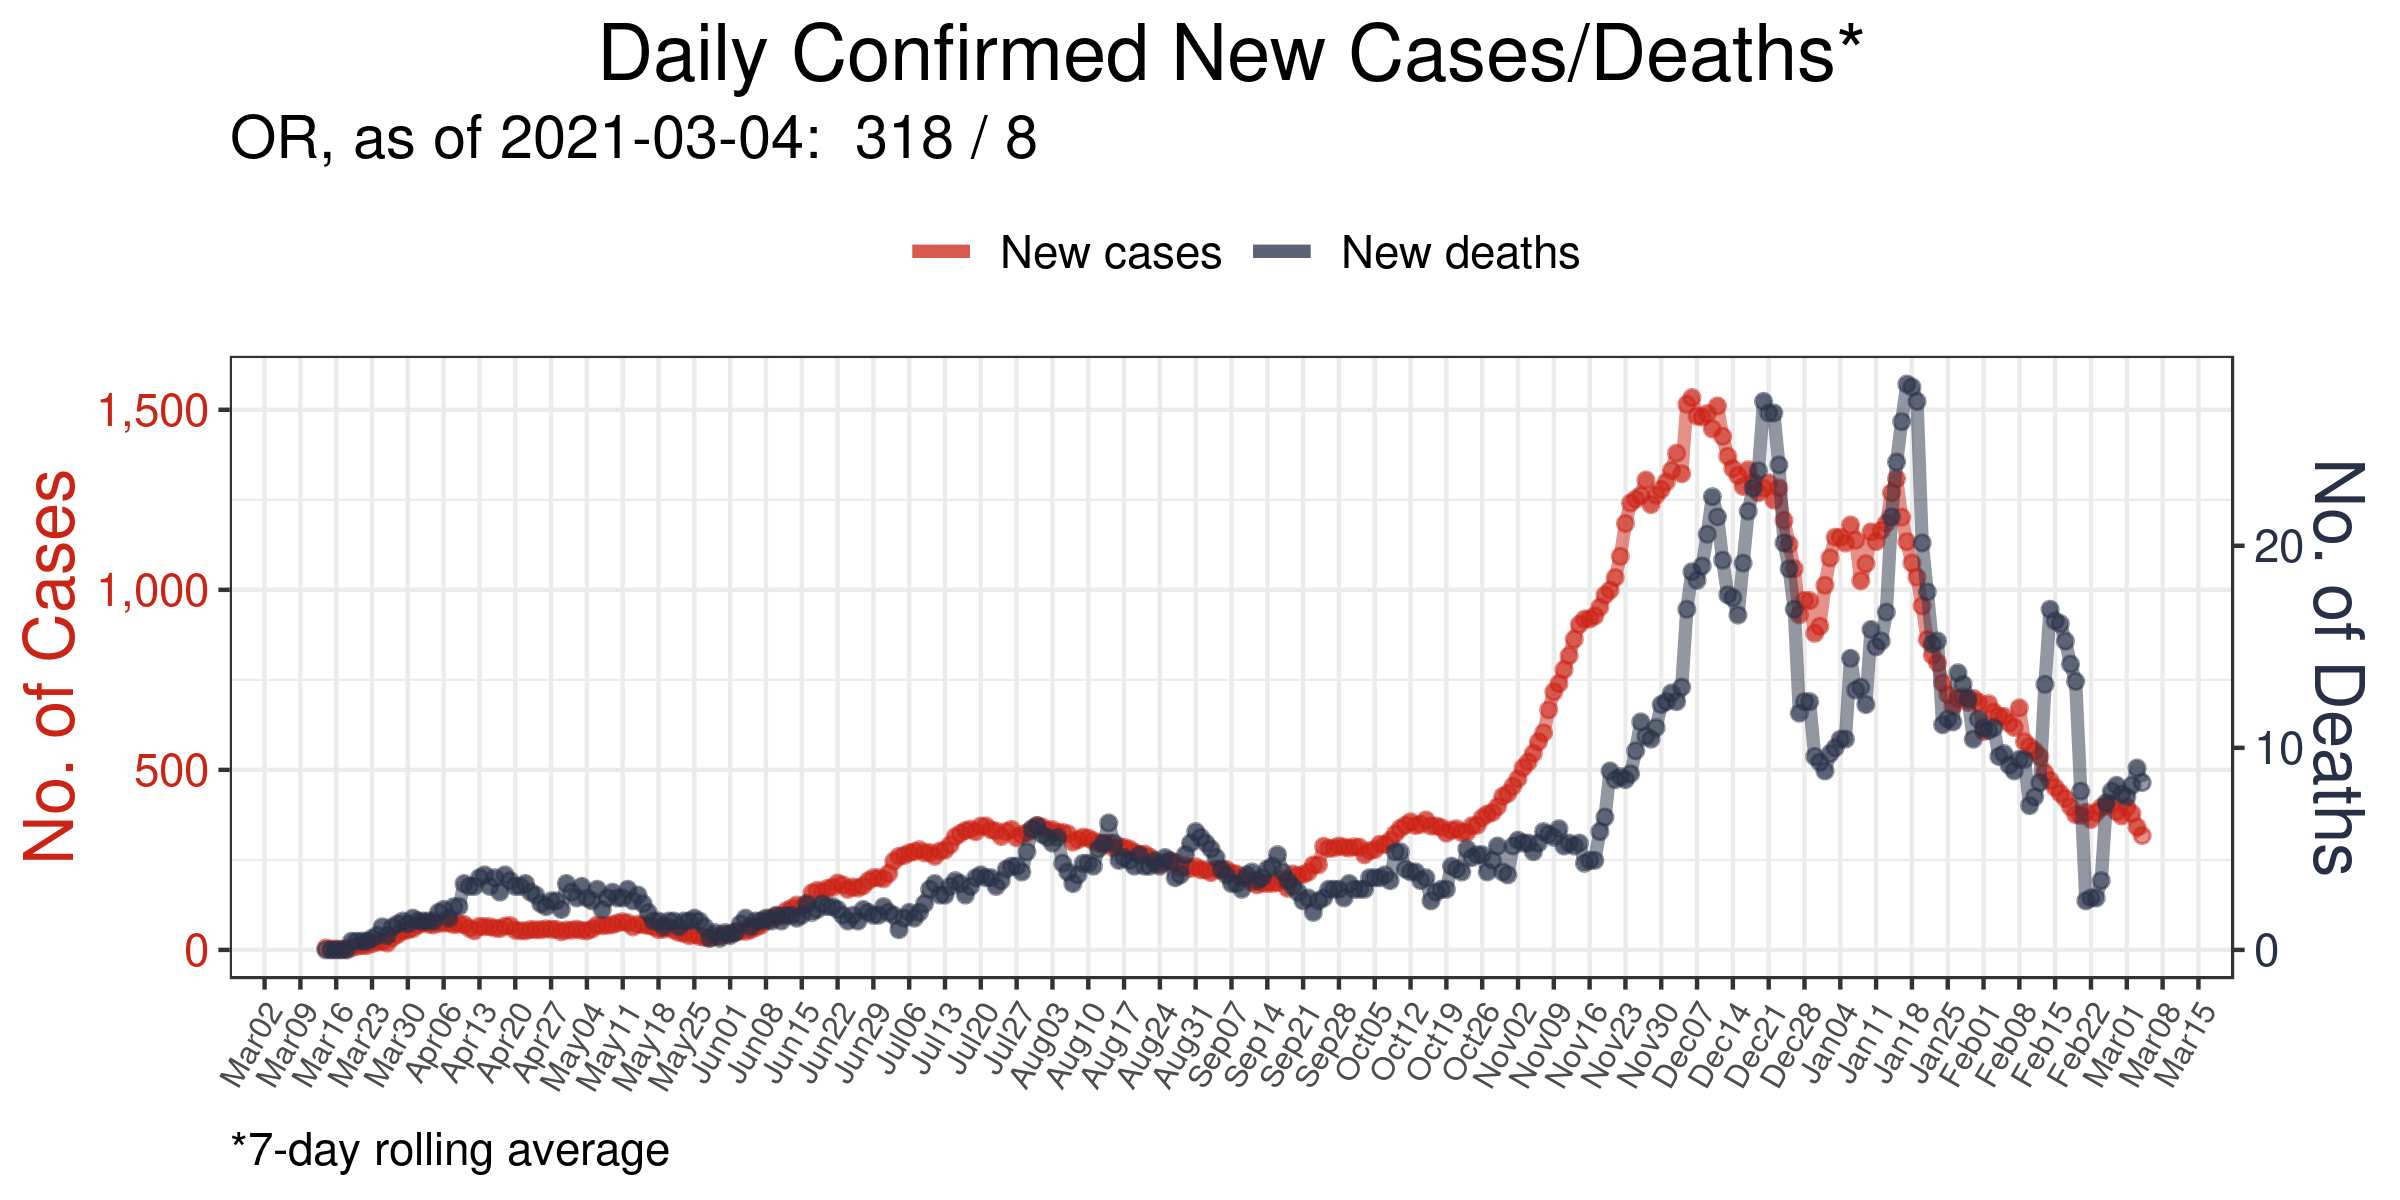 Daily Confirmed New Cases/Deaths*
OR, as of 2021-03-04:  318 / 8
New cases
New deaths
No. of Cases
1,500
1,000
500
0
No. of Deaths
20
10
0
Mar02
Mar09
Mar16
Mar23
Mar30
Apr06
Apr13
Apr20
Apr27
May04
May11
May18
May25
Jun01
Jun08
Jun15
Jun22
Jun29
Jul06
Jul13
Jul20
Jul27
Aug03
Aug10
Aug17
Aug24
Aug31
Sep07
Sep14
Sep21
Sep28
Oct05
Oct12
Oct19
Oct26
Nov02
Nov09
Nov16
Nov23
Nov30
Dec07
Dec14
Dec21
Dec28
Jan04
Jan11
Jan18
Jan25
Feb01
Feb08
Feb15
Feb22
Mar01
Mar08
Mar15
*7-day rolling average